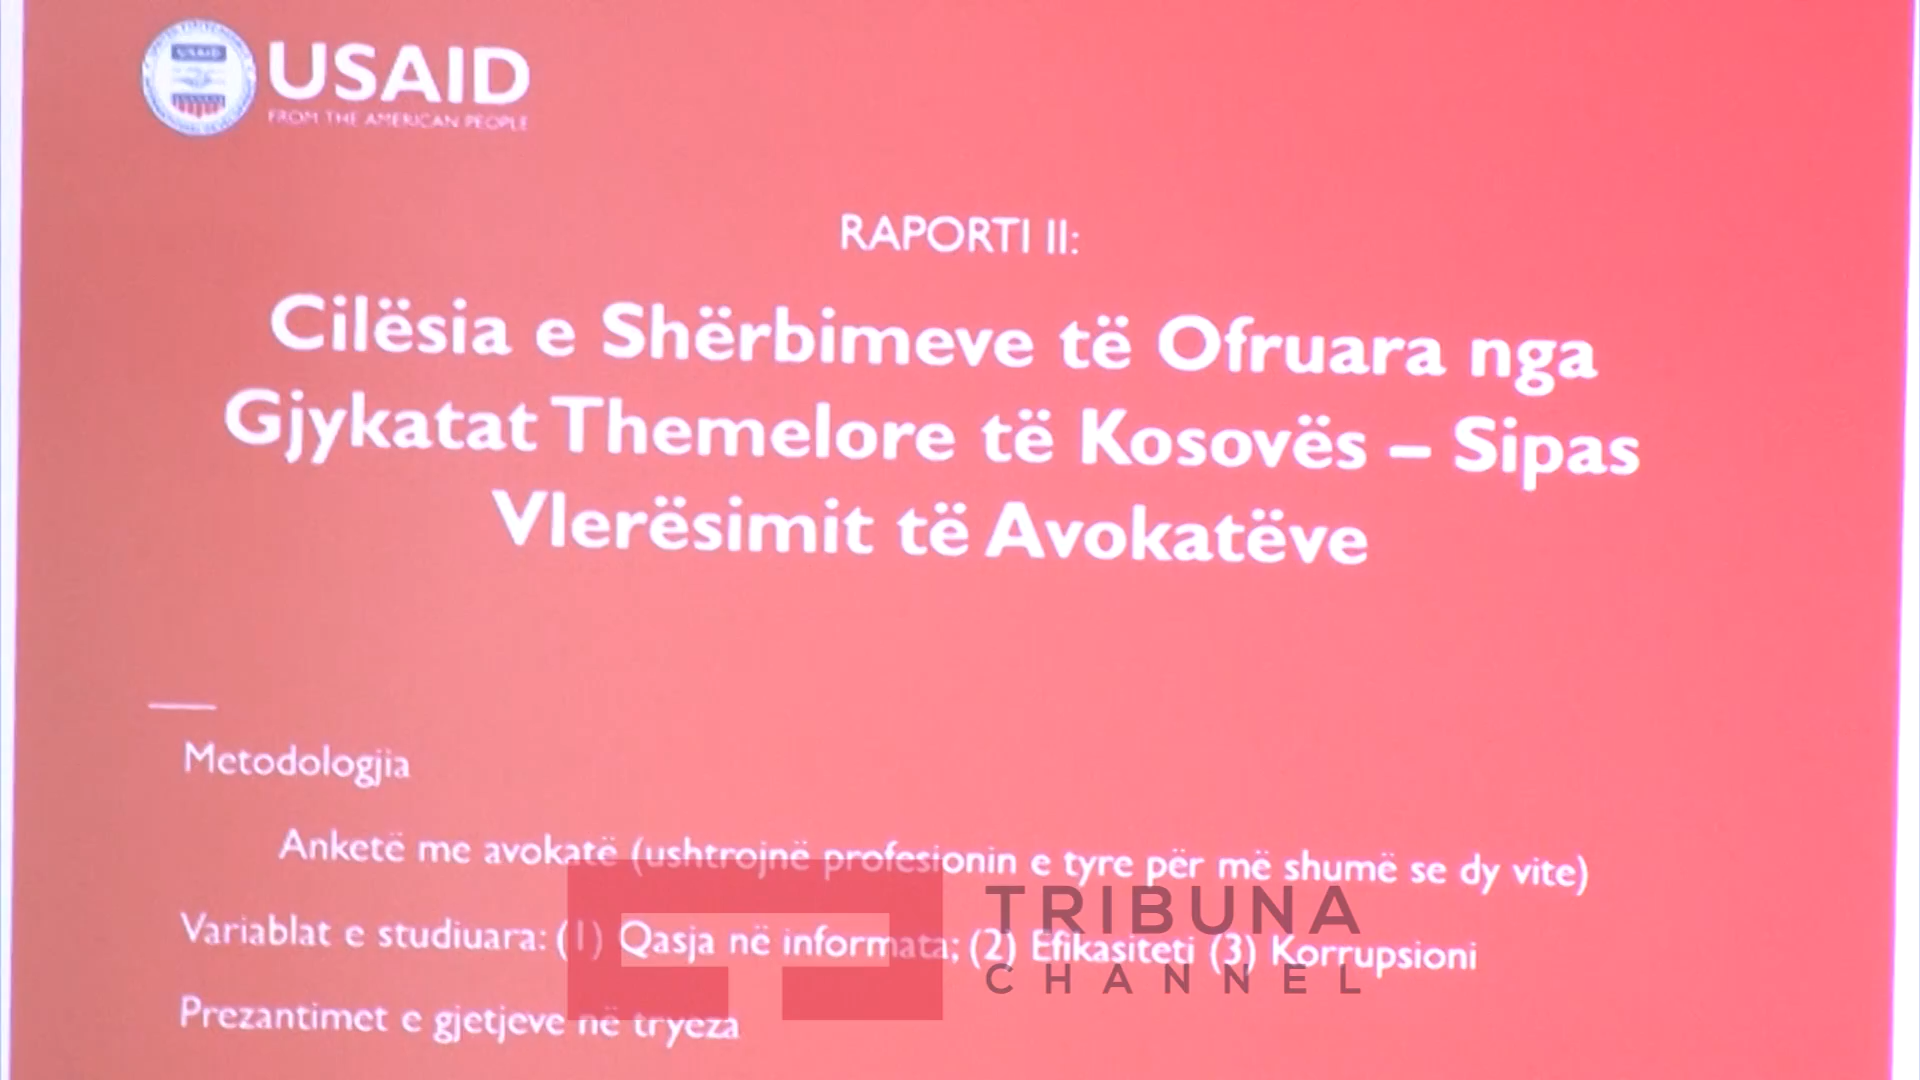 USAID
USAID
FROM THE AMERICAN PEOPLE
RAPORTI II:
Cilësia e Shërbimeve të Ofruara nga
Gjykatat Themelore të Kosovës – Sipas
Vlerësimit të Avokatëve
Metodologjia
Anketë me avokatë (ushtrojnë profesionin e tyre për më shumë se dy vite)
Variablat e studiuara: (1) Qasja në informata; (2) Efikasiteti (3) Korrupsioni
Prezantimet e gjetjeve në tryeza
TRIBUNA
CHANNEL